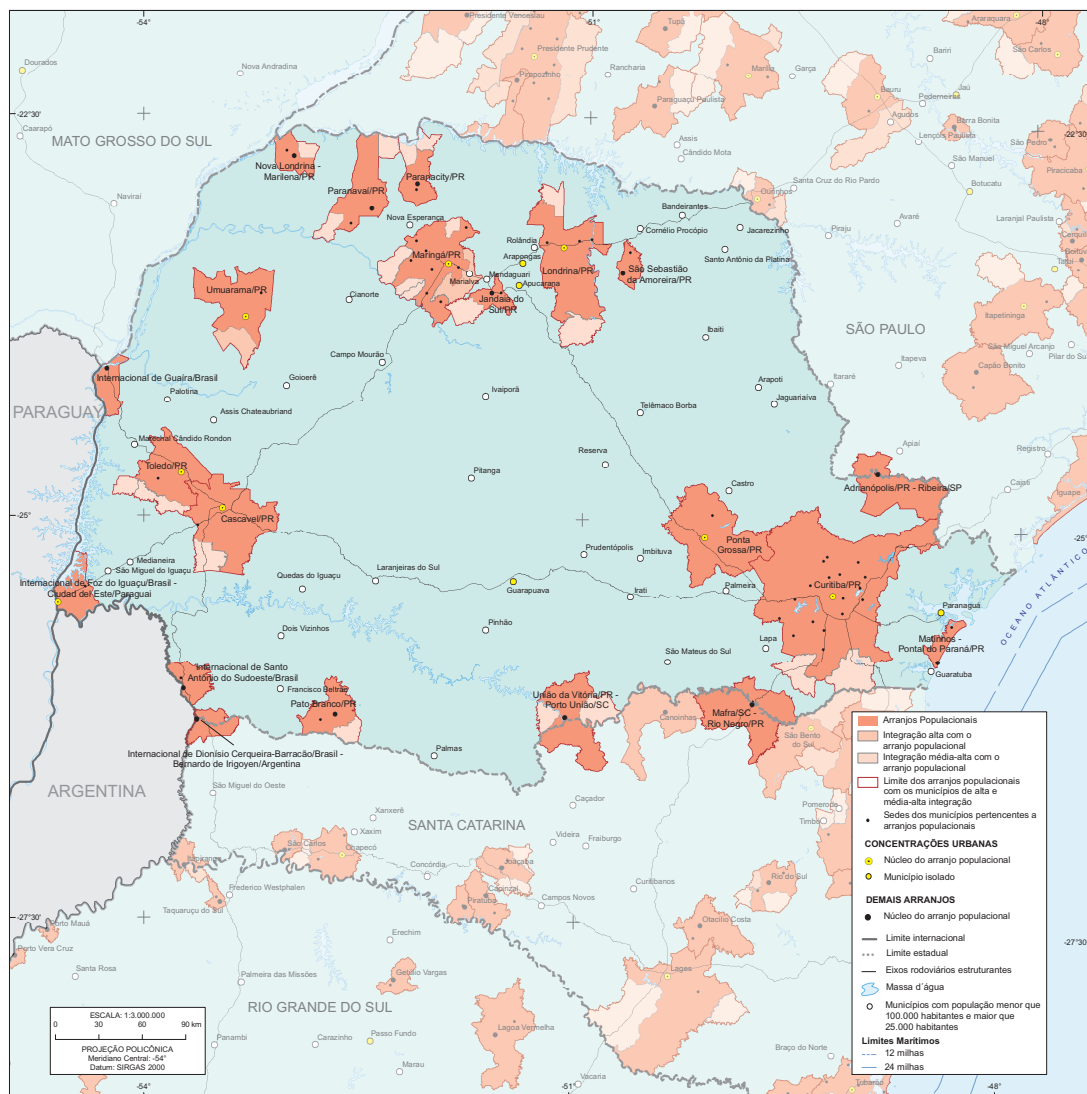 -54°
-51°
-48°
Presidente Venceslau
Tupã
Araraquara
São Carlos
Presidente Prudente
Bariri
Dourados
Nova Andradina
Pirapozinho
Rancharia
Marília
Garça
Bauru
Jaú
Pederneiras
Paraguaçu Paulista
-22°30'
Agudos
Barra Bonita
-22°30'
Caarapó
MATO GROSSO DO SUL
Assis
Cândido Mota
Lençóis Paulista
São Pedro
São Manuel
Piracicaba
Nova Londrina -
Marilena/PR
Paranavaí/PR
Paranacity/PR
Ourinhos
Santa Cruz do Rio Pardo
Botucatu
Naviraí
Bandeirantes
Avaré
Laranjal Paulista
Nova Esperança
Cornélio Procópio
Jacarezinho
Piraju
Rolândia
Maringá/PR
Arapongas
Londrina/PR
Santo Antônio da Platina
Mandaguari
Marialva
São Sebastião
da Amoreira/PR
Apucarana
Umuarama/PR
Cianorte
Jandaia do
Sul/PR
Itapetininga
Ibaiti
SÃO PAULO
São Miguel Arcanjo
Pilar do Su
Campo Mourão
Itapeva
Capão Bonito
Internacional de Guaíra/Brasil
Goioerê
Itararé
Palotina
Ivaiporã
Arapoti
Jaguariaíva
PARAGUAY
Assis Chateaubriand
Telêmaco Borba
Marechal Cândido Rondon
Apiaí
Registro
Toledo/PR
Reserva
Pitanga
Cajati
Castro
Adrianópolis/PR - Ribeira/SP
Iguape
-25°
Cascavel/PR
Ponta
Grossa/PR
-25°
Medianeira
São Miguel do Iguaçu
Prudentópolis
Imbituva
Internacional de Foz do Iguaçu/Brasil -
Ciudad del Este/Paraguai
Quedas do Iguaçu
Laranjeiras do Sul
Curitiba/PR
Guarapuava
Irati
Palmeira
Paranaguá
OCEANO ATLÂNTICO
Dois Vizinhos
Pinhão
Lapa
Matinhos -
Pontal do Paraná/PR
São Mateus do Sul
Guaratuba
Internacional de Santo
Antônio do Sudoeste/Brasil
Francisco Beltrão
Pato Branco/PR
União da Vitória/PR -
Porto União/SC
Canoinhas
Mafra/SC -
Rio Negro/PR
São Bento
do Sul
Internacional de Dionísio Cerqueira-Barracão/Brasil -
Bernardo de Irigoyen/Argentina
Palmas
ARGENTINA
São Miguel do Oeste
Caçador
Pomerode
Xanxerê
SANTA CATARINA
Timbó
Xaxim
Videira
Fraiburgo
São Carlos
Chapecó
Itapiranga
Concórdia
Joaçaba
Rio do Sul
Frederico Westphalen
Capinzal
Curitibanos
Piratuba
Taquaruçu do Sul
Campos Novos
Otacílio Costa
-27°30'
Porto Mauá
-27°30'
Porto Vera Cruz
Erechim
Santa Rosa
Palmeira das Missões
Getúlio Vargas
Lages
RIO GRANDE DO SUL
Lagoa Vermelha
Panambi
Carazinho
Passo Fundo
Braço do Norte
Marau
Vacaria
Tubarão
Arranjos Populacionais
Integração alta com o
arranjo populacional
Integração média-alta com o
arranjo populacional
Limite dos arranjos populacionais
com os municípios de alta e
média-alta integração
Sedes dos municípios pertencentes a
arranjos populacionais
CONCENTRAÇÕES URBANAS
Núcleo do arranjo populacional
Município isolado
DEMAIS ARRANJOS
Núcleo do arranjo populacional
Limite internacional
Limite estadual
Eixos rodoviários estruturantes
Massa d´água
Municípios com população menor que
100.000 habitantes e maior que
25.000 habitantes
Limites Marítimos
12 milhas
24 milhas
ESCALA: 1:3.000.000
0 30 60 90 km
PROJEÇÃO POLICÔNICA
Meridiano Central: -54°
Datum: SIRGAS 2000
-54°
-51°
-48°